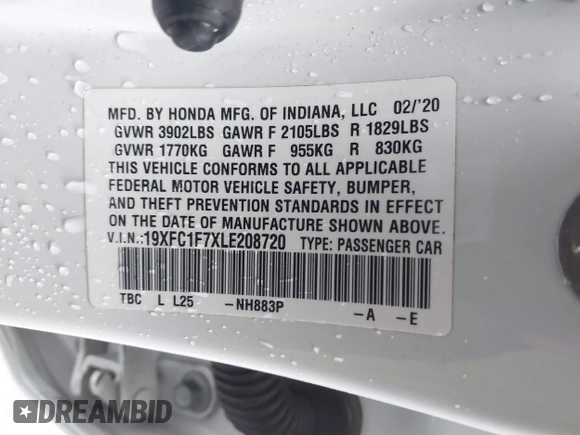 MFD. BY HONDA MFG. OF INDIANA, LLC 02/'20
GVWR 3902LBS GAWR F 2105LBS R 1829LBS
GVWR 1770KG GAWR F 955KG R 830KG
THIS VEHICLE CONFORMS TO ALL APPLICABLE
FEDERAL MOTOR VEHICLE SAFETY, BUMPER,
AND THEFT PREVENTION STANDARDS IN EFFECT
ON THE DATE OF MANUFACTURE SHOWN ABOVE.
V.I.N.:19XFC1F7XLE208720 TYPE: PASSENGER CAR
TBC L L25 -NH883P -A -E
DREAMBID